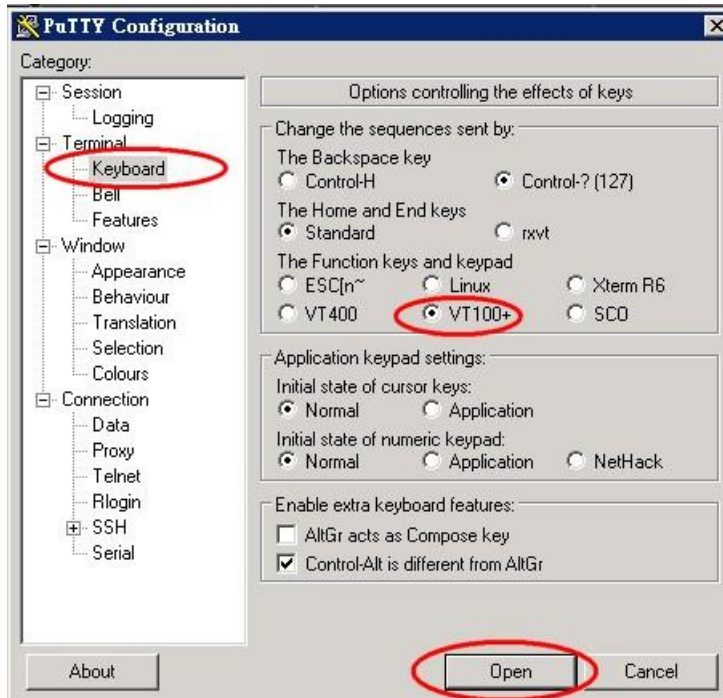 PuTTY Configuration
Category:
Session
Logging
Terminal
Keyboard
Bell
Features
Window
Appearance
Behaviour
Translation
Selection
Colours
Connection
Data
Proxy
Telnet
Rlogin
SSH
Serial
Options controlling the effects of keys
Change the sequences sent by:
The Backspace key
Control-H Control-? (127)
The Home and End keys
Standard rxvt
The Function keys and keypad
ESC[n~ Linux Xterm R6
VT400 VT100+ SCO
Application keypad settings:
Initial state of cursor keys:
Normal Application
Initial state of numeric keypad:
Normal Application NetHack
Enable extra keyboard features:
AltGr acts as Compose key
Control-Alt is different from AltGr
About Open Cancel